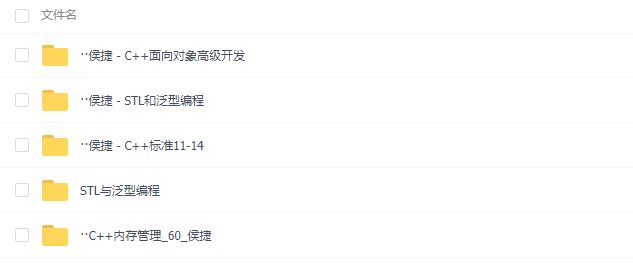 文件名
··侯捷 - C++面向对象高级开发
··侯捷 - STL和泛型编程
··侯捷 - C++标准11-14
STL与泛型编程
··C++内存管理_60_侯捷